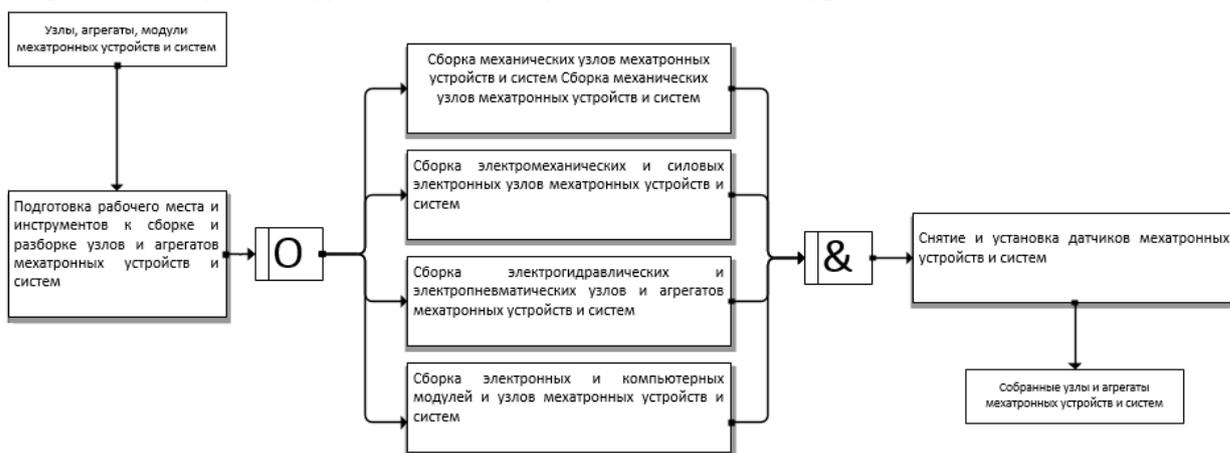 Узлы, агрегаты, модули
мехатронных устройств и систем
Подготовка рабочего места и
инструментов к сборке и
разборке узлов и агрегатов
мехатронных устройств и
систем
O
Сборка механических узлов мехатронных
устройств и систем Сборка механических
узлов мехатронных устройств и систем
Сборка электромеханических и силовых
электронных узлов мехатронных устройств и
систем
Сборка электрогидравлических и
электропневматических узлов и агрегатов
мехатронных устройств и систем
Сборка электронных и компьютерных
модулей и узлов мехатронных устройств и
систем
&
Снятие и установка датчиков мехатронных
устройств и систем
Собранные узлы и агрегаты
мехатронных устройств и систем